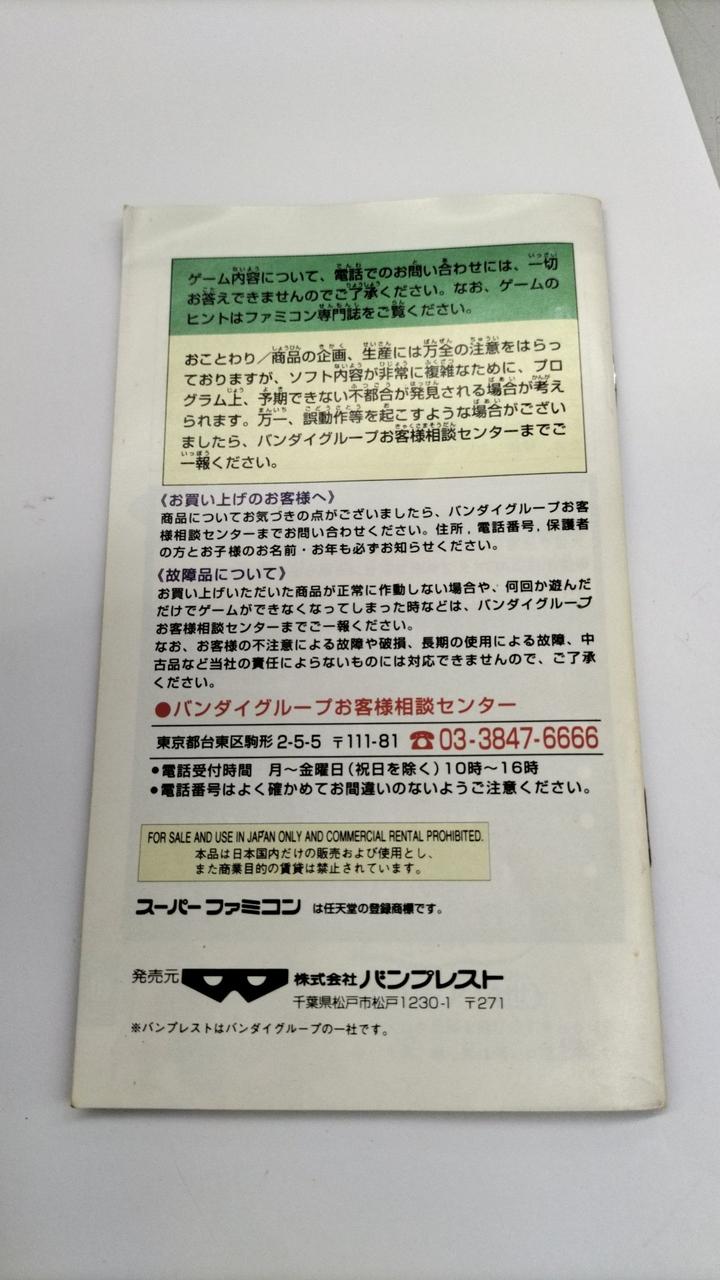 ゲーム内容について、電話でのお問い合わせには、一切
お答えできませんのでご了承ください。なお、ゲームの
ヒントはファミコン専門誌をご覧ください。
おことわり／商品の企画、生産には万全の注意をはらっ
ておりますが、ソフト内容が非常に複雑なために、プロ
グラム上、予期できない不都合が発見される場合が考え
られます。万一、誤動作等を起こすような場合がござい
ましたら、バンダイグループお客様相談センターまでご
一報ください。
《お買い上げのお客様へ》
商品についてお気づきの点がございましたら、バンダイグループお客
様相談センターまでお問い合わせください。住所，電話番号，保護者
の方とお子様のお名前・お年も必ずお知らせください。
《故障品について》
お買い上げいただいた商品が正常に作動しない場合や、何回か遊んだ
だけでゲームができなくなってしまった時などは、バンダイグループ
お客様相談センターまでご一報ください。
なお、お客様の不注意による故障や破損、長期の使用による故障、中
古品など当社の責任によらないものには対応できませんので、ご了承
ください。
●バンダイグループお客様相談センター
東京都台東区駒形2-5-5 〒111-81 ☎03-3847-6666
●電話受付時間 月〜金曜日(祝日を除く)10時〜16時
●電話番号はよく確かめてお間違いのないようご注意ください。
FOR SALE AND USE IN JAPAN ONLY AND COMMERCIAL RENTAL PROHIBITED.
本品は日本国内だけの販売および使用とし、
また商業目的の賃貸は禁止されています。
スーパーファミコン は任天堂の登録商標です。
発売元 株式会社 バンプレスト
千葉県松戸市松戸1230-1 〒271
※バンプレストはバンダイグループの一社です。